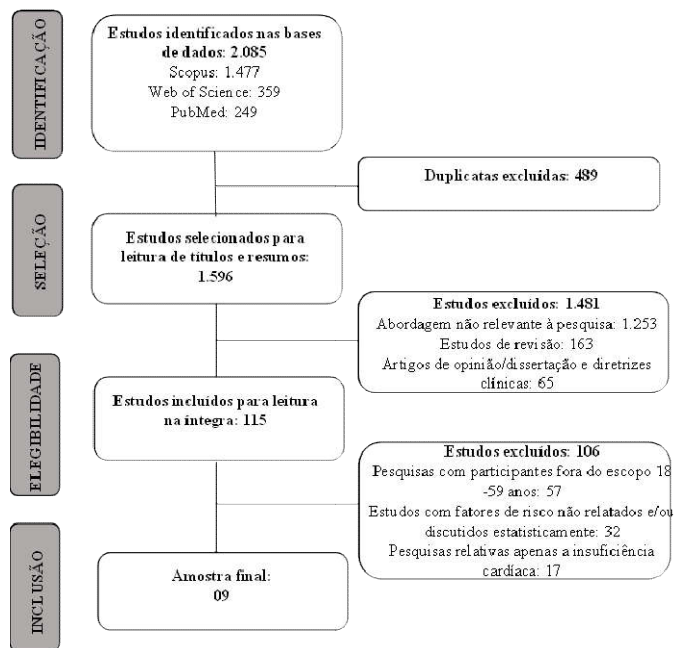 IDENTIFICAÇÃO
Estudos identificados nas bases
de dados: 2.085
Scopus: 1.477
Web of Science: 359
PubMed: 249
Duplicatas excluídas: 489
SELEÇÃO
Estudos selecionados para
leitura de títulos e resumos:
1.596
Estudos excluídos: 1.481
Abordagem não relevante à pesquisa: 1.253
Estudos de revisão: 163
Artigos de opinião/dissertação e diretrizes
clínicas: 65
ELEGIBILIDADE
Estudos incluídos para leitura
na íntegra: 115
Estudos excluídos: 106
Pesquisas com participantes fora do escopo 18
-59 anos: 57
Estudos com fatores de risco não relatados e/ou
discutidos estatisticamente: 32
Pesquisas relativas apenas a insuficiência
cardíaca: 17
INCLUSÃO
Amostra final:
09